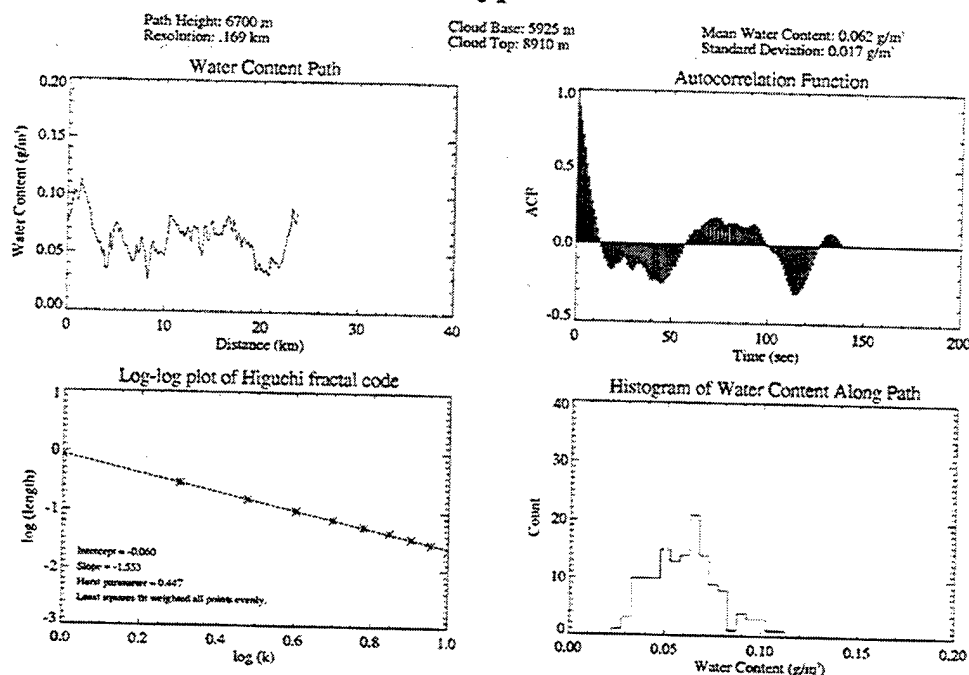 Path Height: 6700 m
Resolution: .169 km
Cloud Base: 5925 m
Cloud Top: 8910 m
Mean Water Content: 0.062 g/m³
Standard Deviation: 0.017 g/m³
Water Content Path
0.20
0.15
0.10
0.05
0.00
Water Content (g/m³)
0 10 20 30 40
Distance (km)
Autocorrelation Function
1.0
0.5
0.0
-0.5
ACF
0 50 100 150 200
Time (sec)
Log-log plot of Higuchi fractal code
1
0
-1
-2
-3
log (length)
Intercept = -0.060
Slope = -1.553
Hurst parameter = 0.447
Least squares fit weighted all points evenly.
0.0 0.2 0.4 0.6 0.8 1.0
log (k)
Histogram of Water Content Along Path
40
30
20
10
0
Count
0.00 0.05 0.10 0.15 0.20
Water Content (g/m³)